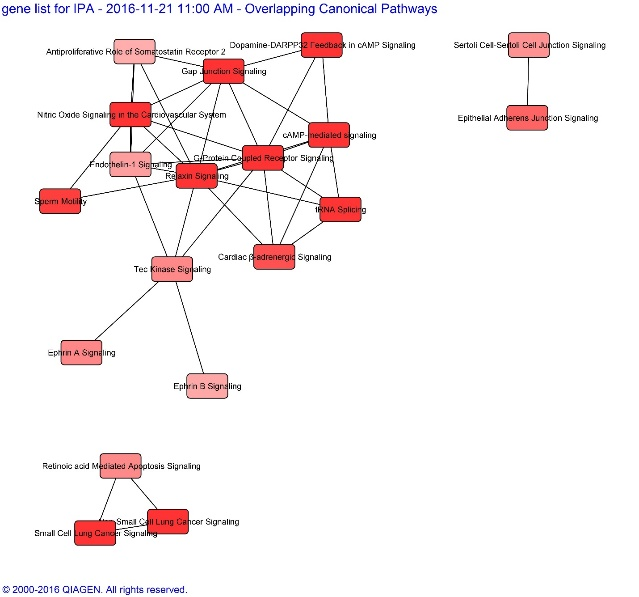 gene list for IPA - 2016-11-21 11:00 AM - Overlapping Canonical Pathways
Antiproliferative Role of Somatostatin Receptor 2
Dopamine-DARPP32 Feedback in cAMP Signaling
Sertoli Cell-Sertoli Cell Junction Signaling
Gap Junction Signaling
Nitric Oxide Signaling in the Cardiovascular System
Epithelial Adherens Junction Signaling
cAMP-mediated signaling
Endothelin-1 Signaling
G-Protein Coupled Receptor Signaling
Relaxin Signaling
Sperm Motility
tRNA Splicing
Cardiac β-adrenergic Signaling
Tec Kinase Signaling
Ephrin A Signaling
Ephrin B Signaling
Retinoic acid Mediated Apoptosis Signaling
Small Cell Lung Cancer Signaling
Small Cell Lung Cancer Signaling
© 2000-2016 QIAGEN. All rights reserved.